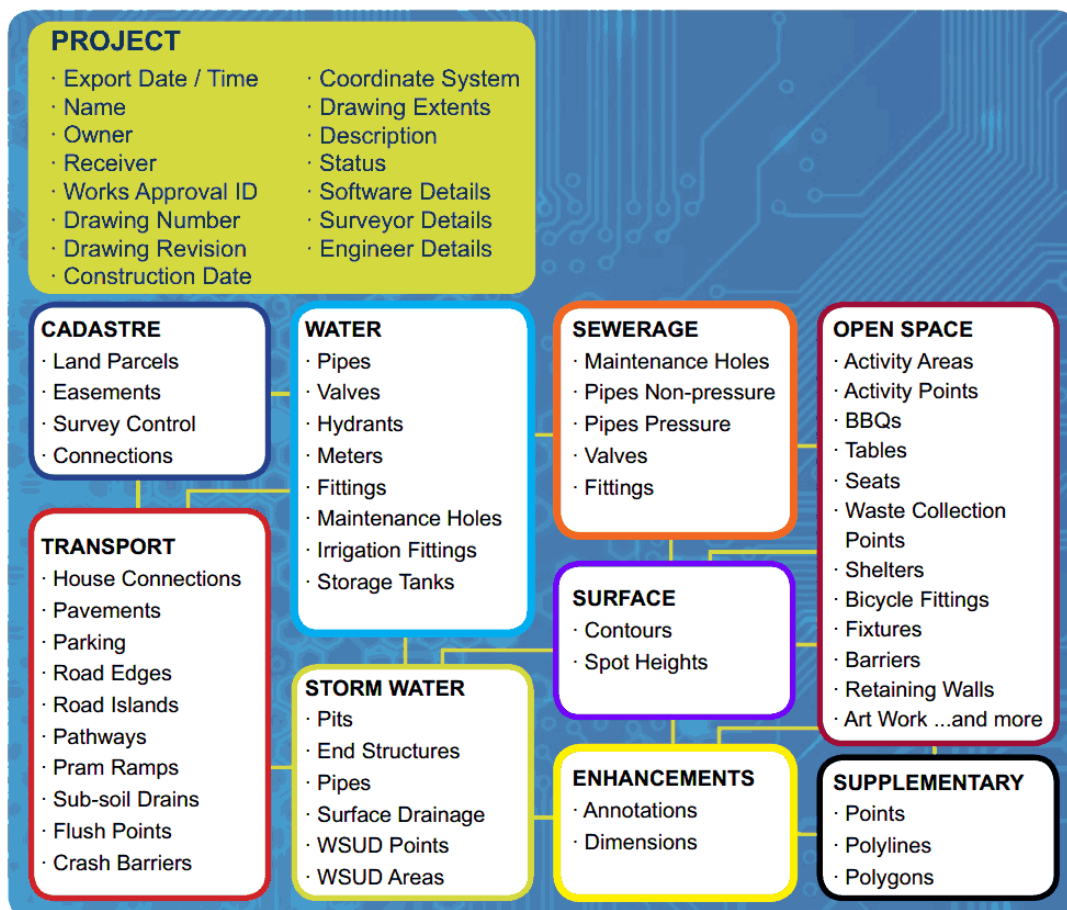 PROJECT
· Export Date / Time
· Name
· Owner
· Receiver
· Works Approval ID
· Drawing Number
· Drawing Revision
· Construction Date
· Coordinate System
· Drawing Extents
· Description
· Status
· Software Details
· Surveyor Details
· Engineer Details
CADASTRE
· Land Parcels
· Easements
· Survey Control
· Connections
WATER
· Pipes
· Valves
· Hydrants
· Meters
· Fittings
· Maintenance Holes
· Irrigation Fittings
· Storage Tanks
SEWERAGE
· Maintenance Holes
· Pipes Non-pressure
· Pipes Pressure
· Valves
· Fittings
OPEN SPACE
· Activity Areas
· Activity Points
· BBQs
· Tables
· Seats
· Waste Collection
Points
· Shelters
· Bicycle Fittings
· Fixtures
· Barriers
· Retaining Walls
· Art Work ...and more
TRANSPORT
· House Connections
· Pavements
· Parking
· Road Edges
· Road Islands
· Pathways
· Pram Ramps
· Sub-soil Drains
· Flush Points
· Crash Barriers
STORM WATER
· Pits
· End Structures
· Pipes
· Surface Drainage
· WSUD Points
· WSUD Areas
SURFACE
· Contours
· Spot Heights
ENHANCEMENTS
· Annotations
· Dimensions
SUPPLEMENTARY
· Points
· Polylines
· Polygons